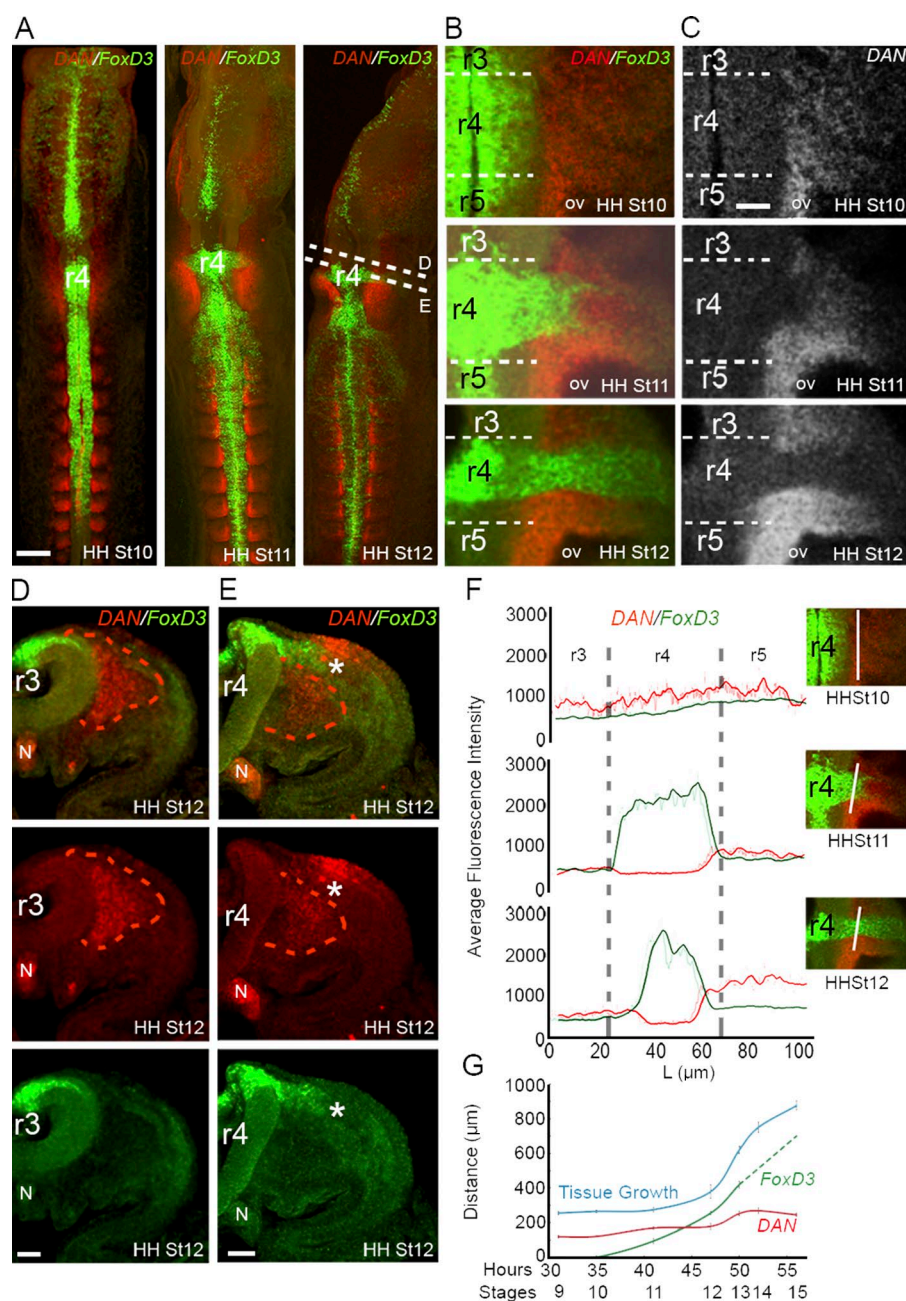 A
DAN/FoxD3
r4
HH St10
DAN/FoxD3
r4
HH St11
DAN/FoxD3
D
r4
E
HH St12
B
DAN/FoxD3
r3
r4
r5
ov HH St10
r3
r4
r5
ov HH St11
r3
r4
r5
ov HH St12
C
DAN
r3
r4
r5
ov HH St10
r3
r4
r5
ov HH St11
r3
r4
r5
ov HH St12
D
DAN/FoxD3
r3
N
HH St12
r3
N
HH St12
r3
N
HH St12
E
DAN/FoxD3
r4
*
N
HH St12
r4
*
N
HH St12
r4
*
N
HH St12
F
DAN/FoxD3
Average Fluorescence Intensity
3000
2000
1000
0
r3 r4 r5
r4
HHSt10
3000
2000
1000
0
r4
HHSt11
3000
2000
1000
0
r4
HHSt12
0 20 40 60 80 100
L (µm)
G
Distance (µm)
1000
800
600
400
200
0
Tissue Growth
FoxD3
DAN
Hours 30 35 40 45 50 55
Stages 9 10 11 12 13 14 15